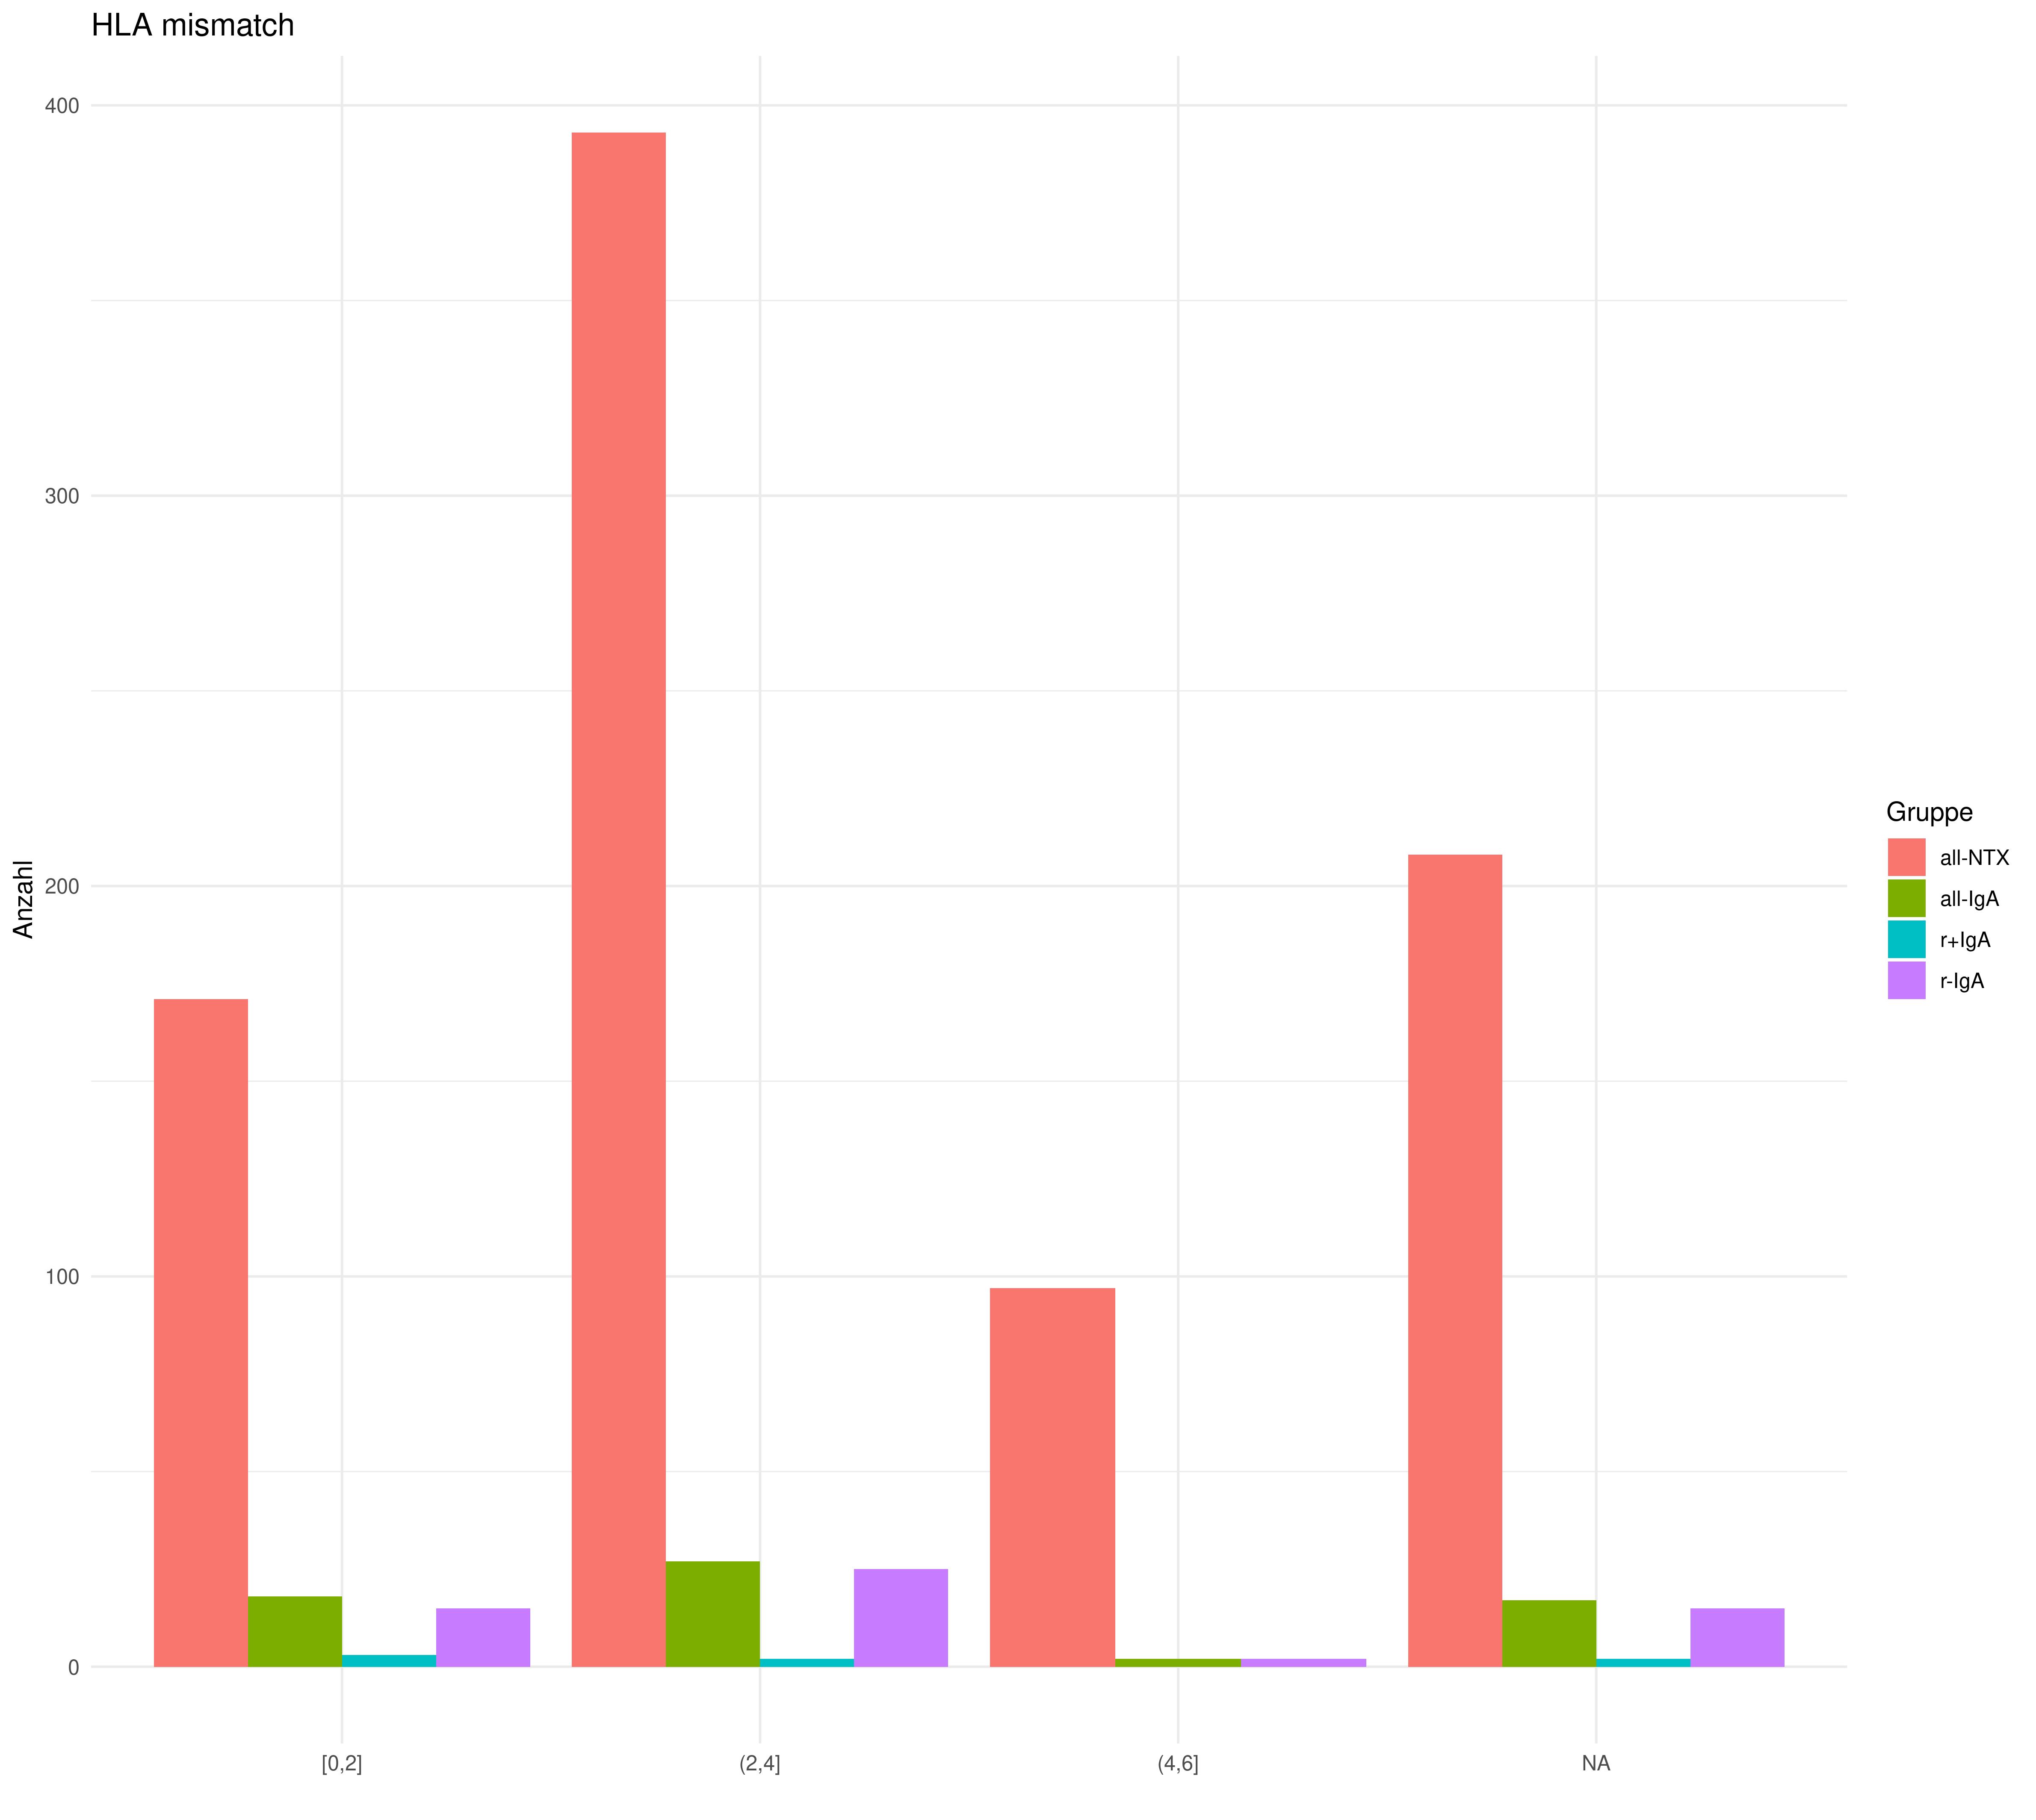 HLA mismatch
400
300
200
100
0
Anzahl
[0,2]
(2,4]
(4,6]
NA
Gruppe
all-NTX
all-IgA
r+IgA
r-IgA